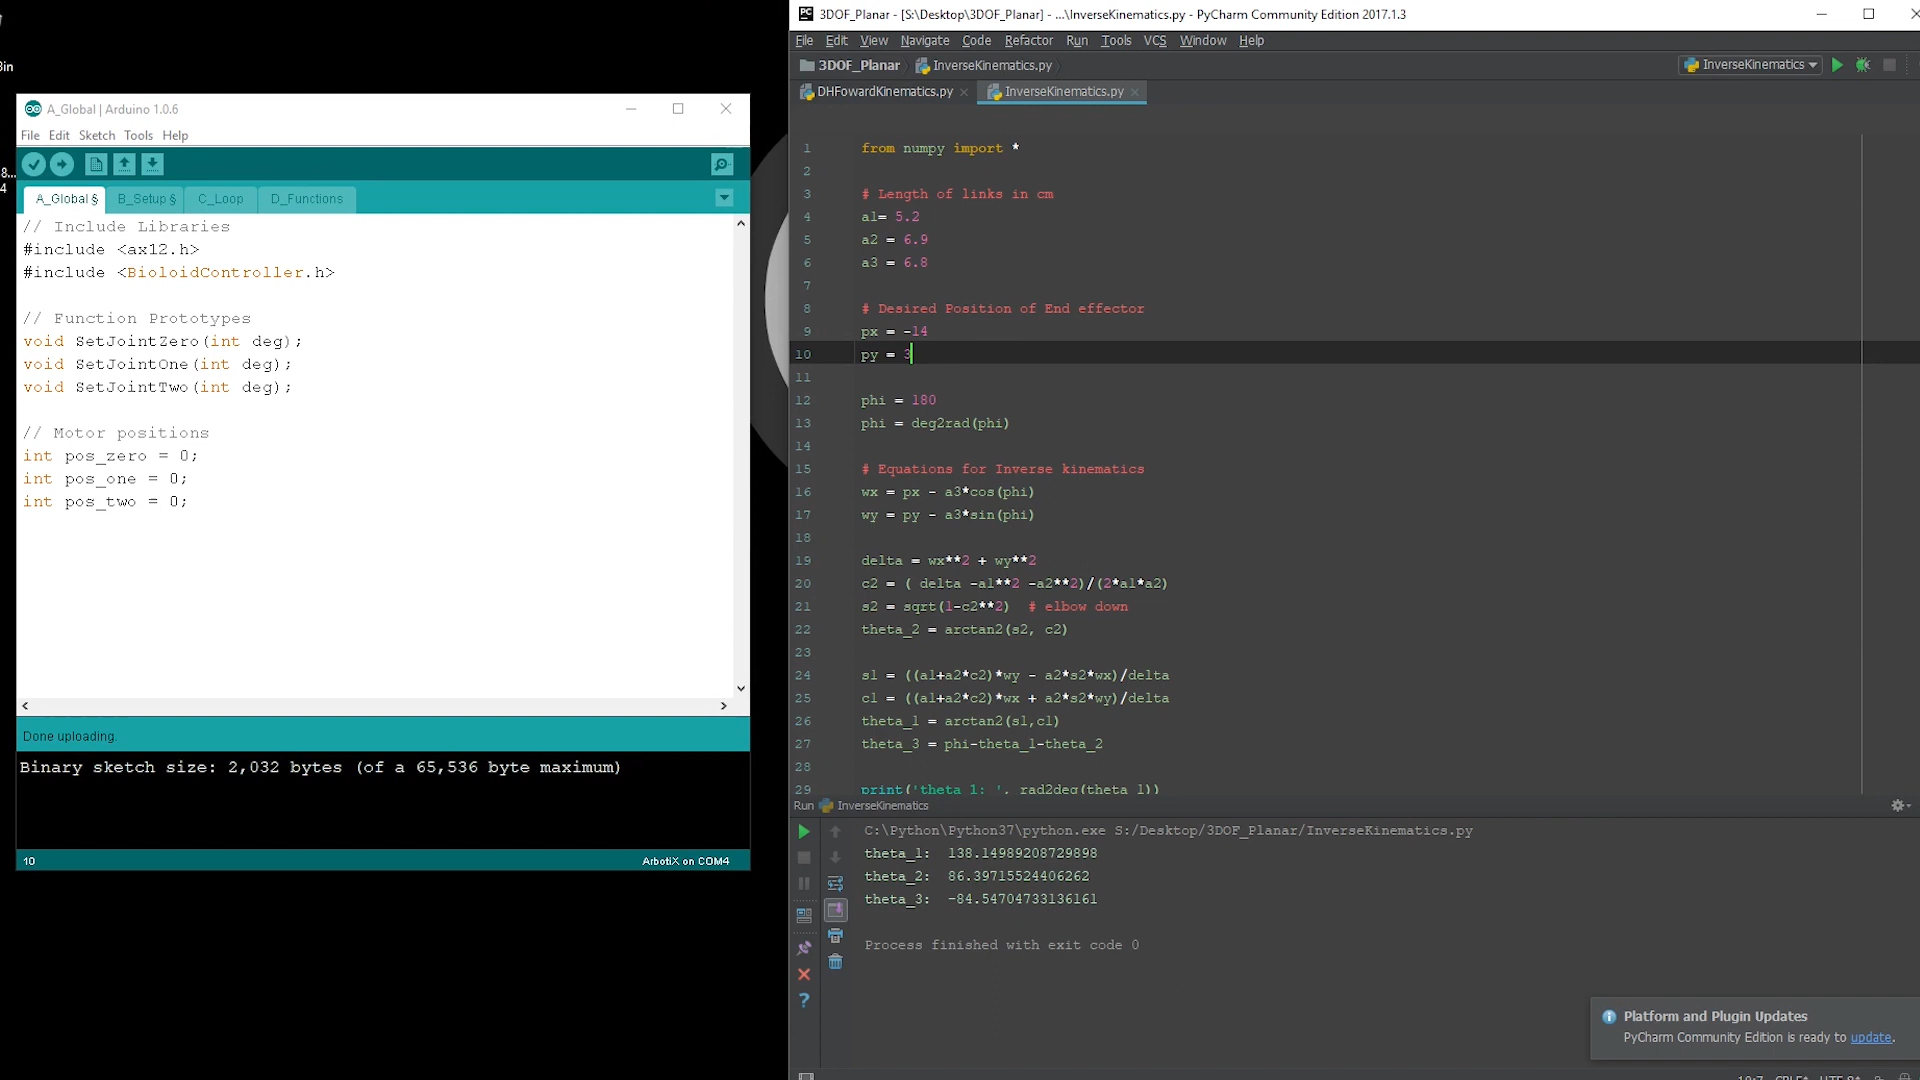 Bin
8...
4
A_Global | Arduino 1.0.6
File Edit Sketch Tools Help
A_Global § B_Setup § C_Loop D_Functions
// Include Libraries
#include <ax12.h>
#include <BioloidController.h>
// Function Prototypes
void SetJointZero(int deg);
void SetJointOne(int deg);
void SetJointTwo(int deg);
// Motor positions
int pos_zero = 0;
int pos_one = 0;
int pos_two = 0;
Done uploading.
Binary sketch size: 2,032 bytes (of a 65,536 byte maximum)
10 ArbotiX on COM4
PC 3DOF_Planar - [S:\Desktop\3DOF_Planar] - ...\InverseKinematics.py - PyCharm Community Edition 2017.1.3
File Edit View Navigate Code Refactor Run Tools VCS Window Help
3DOF_Planar InverseKinematics.py InverseKinematics
DHFowardKinematics.py InverseKinematics.py
1 from numpy import *
2
3 # Length of links in cm
4 a1= 5.2
5 a2 = 6.9
6 a3 = 6.8
7
8 # Desired Position of End effector
9 px = -14
10 py = 3
11
12 phi = 180
13 phi = deg2rad(phi)
14
15 # Equations for Inverse kinematics
16 wx = px - a3*cos(phi)
17 wy = py - a3*sin(phi)
18
19 delta = wx**2 + wy**2
20 c2 = ( delta -a1**2 -a2**2)/(2*a1*a2)
21 s2 = sqrt(1-c2**2)  # elbow down
22 theta_2 = arctan2(s2, c2)
23
24 s1 = ((a1+a2*c2)*wy - a2*s2*wx)/delta
25 c1 = ((a1+a2*c2)*wx + a2*s2*wy)/delta
26 theta_1 = arctan2(s1,c1)
27 theta_3 = phi-theta_1-theta_2
28
29 print('theta_1: ', rad2deg(theta_1))
Run InverseKinematics
C:\Python\Python37\python.exe S:/Desktop/3DOF_Planar/InverseKinematics.py
theta_1:  138.14989208729898
theta_2:  86.39715524406262
theta_3:  -84.54704733136161
Process finished with exit code 0
Platform and Plugin Updates
PyCharm Community Edition is ready to update.